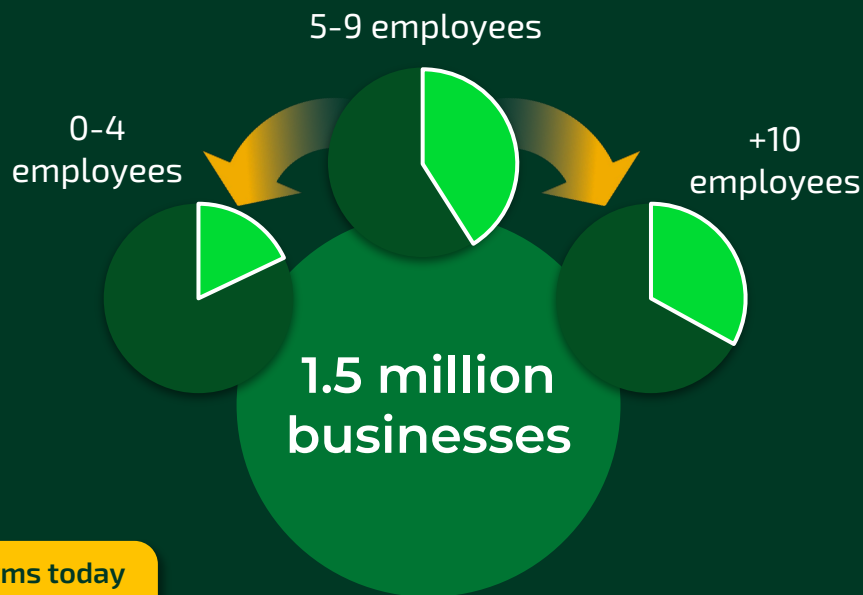 5-9 employees
0-4
employees
+10
employees
1.5 million
businesses
ms today